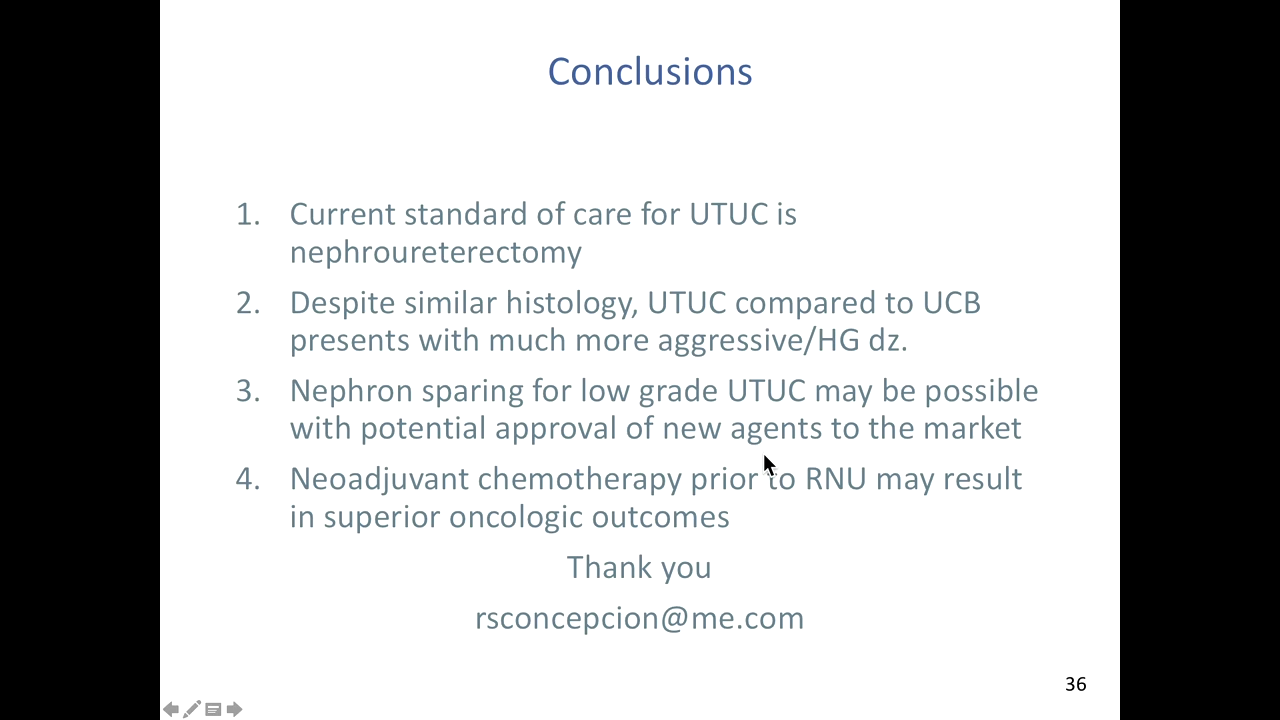 Conclusions
1. Current standard of care for UTUC is
nephroureterectomy
2. Despite similar histology, UTUC compared to UCB
presents with much more aggressive/HG dz.
3. Nephron sparing for low grade UTUC may be possible
with potential approval of new agents to the market
4. Neoadjuvant chemotherapy prior to RNU may result
in superior oncologic outcomes
Thank you
rsconcepcion@me.com
36